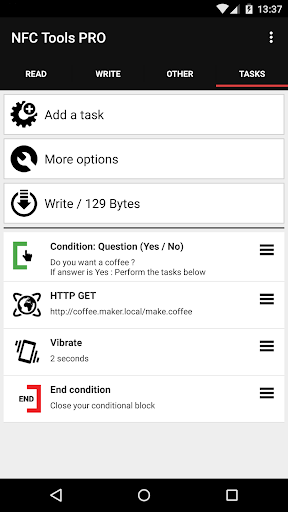 13:37
NFC Tools PRO
READ WRITE OTHER TASKS
Add a task
More options
Write / 129 Bytes
Condition: Question (Yes / No)
Do you want a coffee ?
If answer is Yes : Perform the tasks below
HTTP GET
http://coffee.maker.local/make.coffee
Vibrate
2 seconds
END
End condition
Close your conditional block